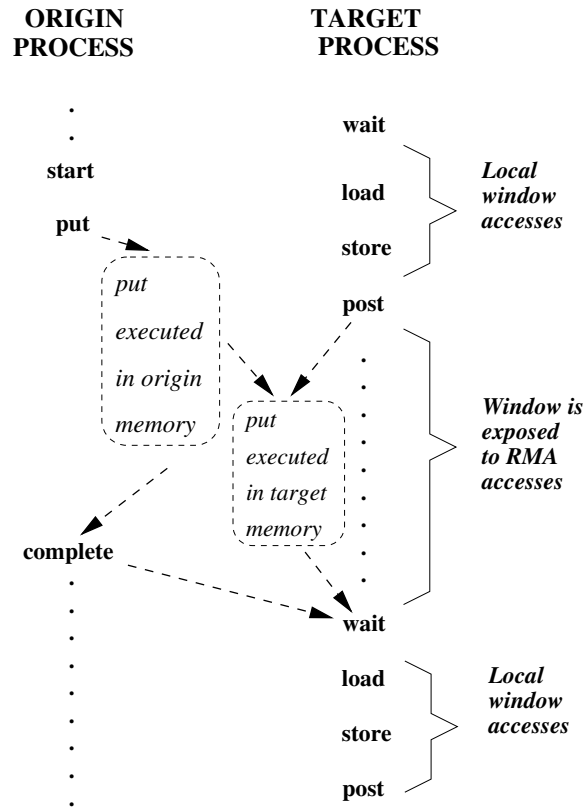 ORIGIN
PROCESS
TARGET
PROCESS
.
.
start
put
put
executed
in origin
memory
complete
.
.
.
.
.
.
.
.
.
wait
load
store
post
.
.
.
.
.
.
.
.
.
put
executed
in target
memory
wait
load
store
post
Local
window
accesses
Window is
exposed
to RMA
accesses
Local
window
accesses